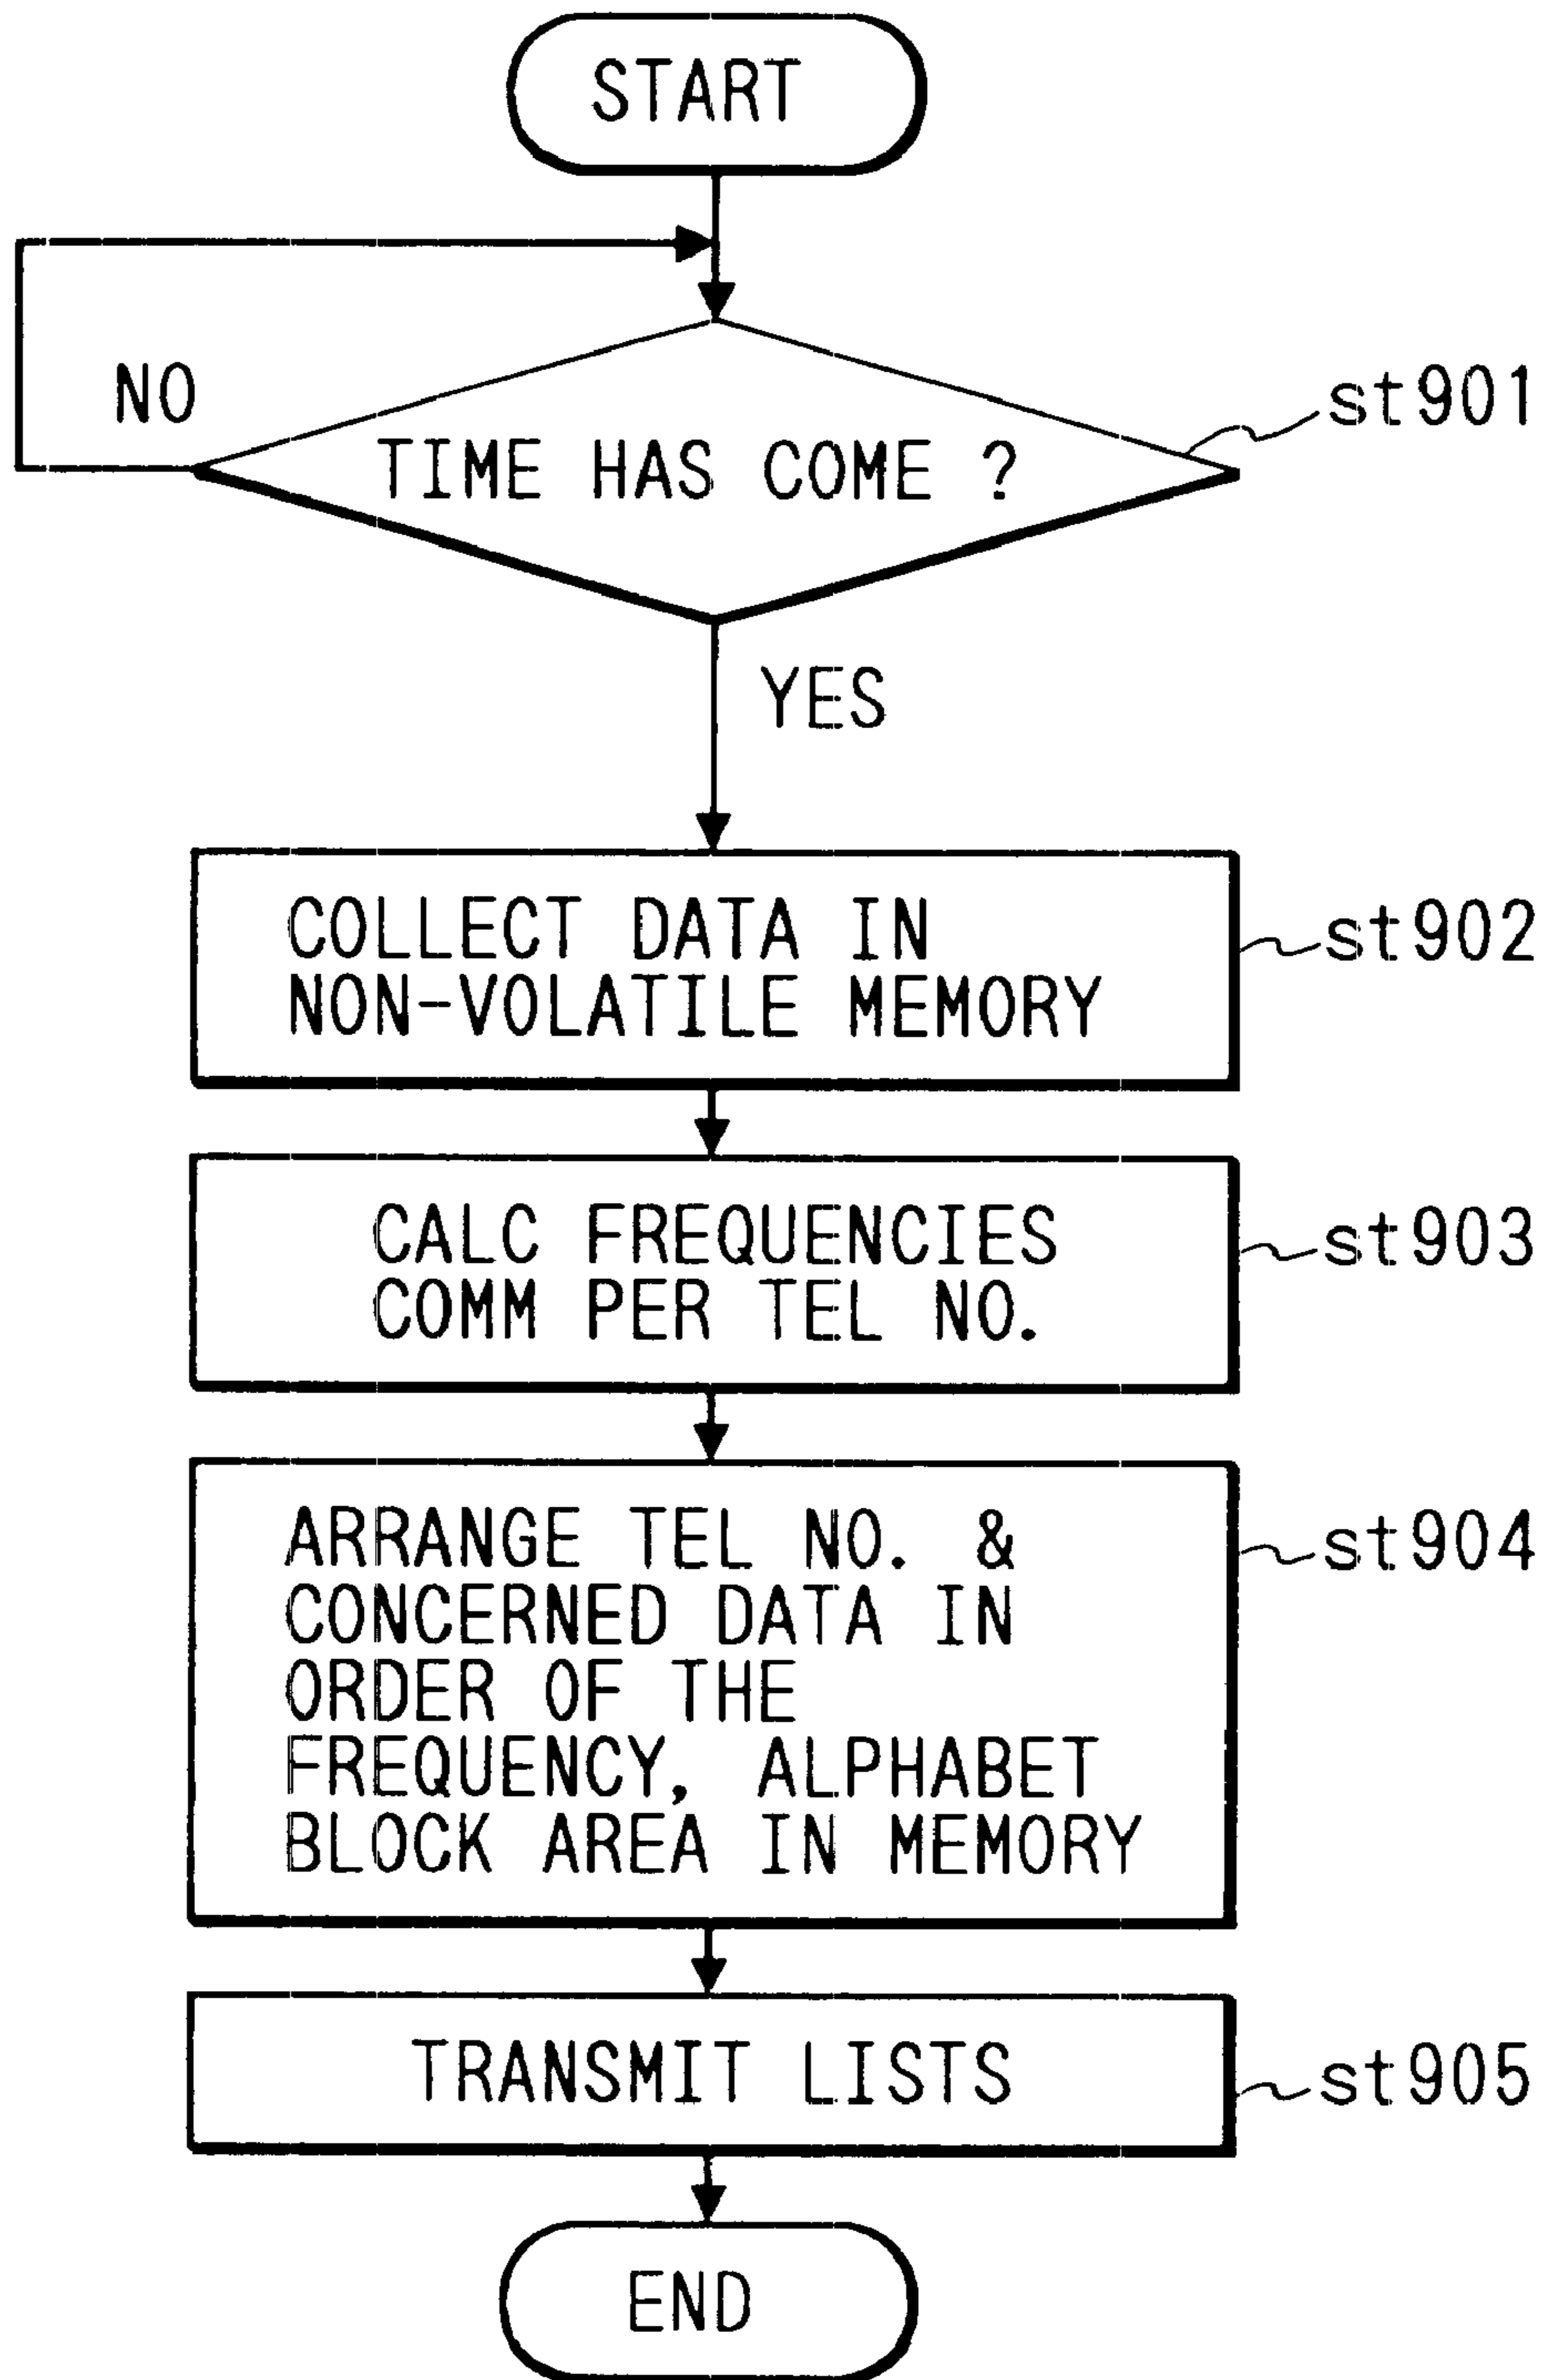 START
NO
st901
TIME HAS COME ?
YES
COLLECT DATA IN
NON-VOLATILE MEMORY
st902
CALC FREQUENCIES
COMM PER TEL NO.
st903
ARRANGE TEL NO. &
CONCERNED DATA IN
ORDER OF THE
FREQUENCY, ALPHABET
BLOCK AREA IN MEMORY
st904
TRANSMIT LISTS
st905
END